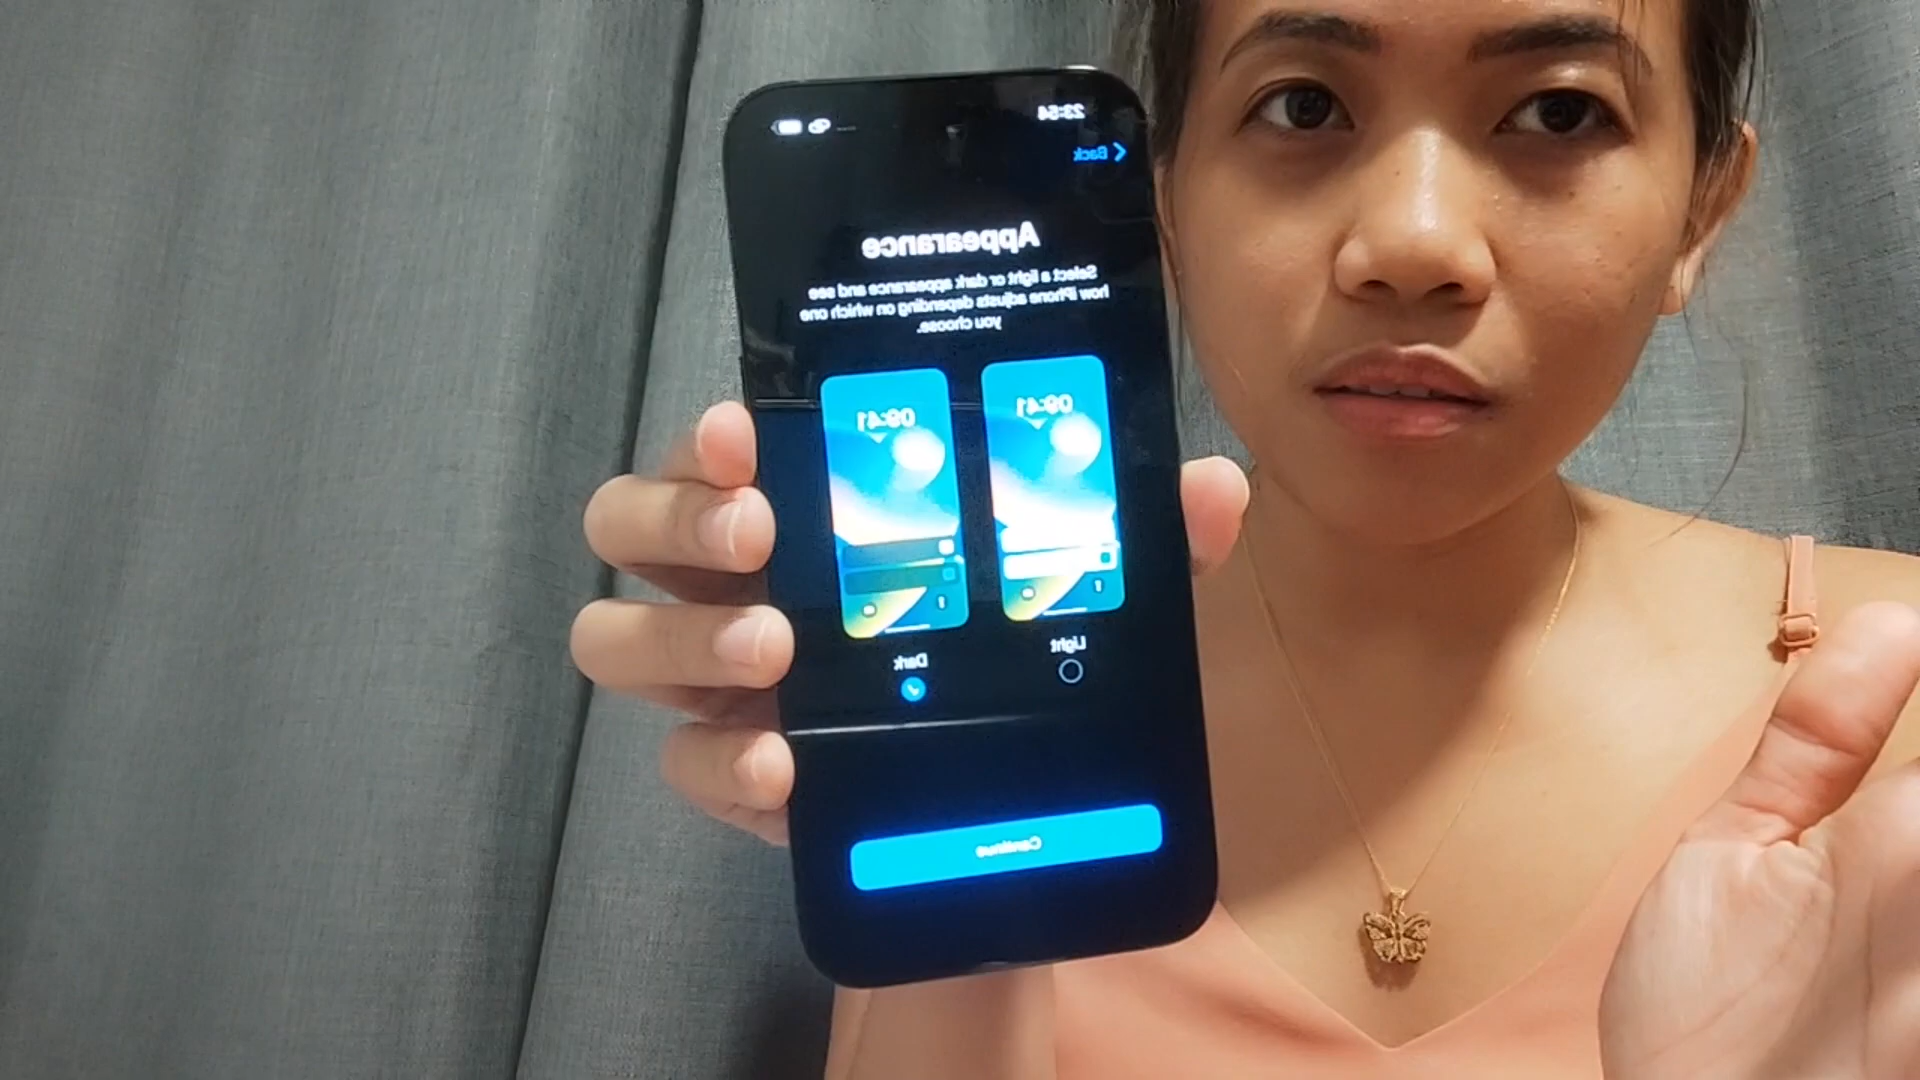 23:54
Back
Appearance
Select a light or dark appearance and see
how iPhone adjusts depending on which one
you choose.
09:41
09:41
Light
Dark
Continue